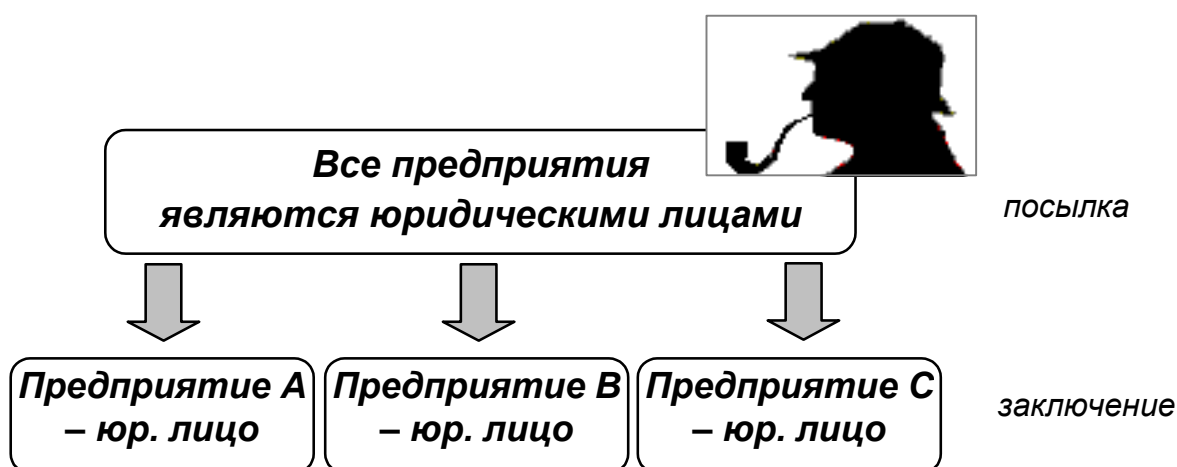 Все предприятия
являются юридическими лицами
посылка
Предприятие А
– юр. лицо
Предприятие В
– юр. лицо
Предприятие С
– юр. лицо
заключение